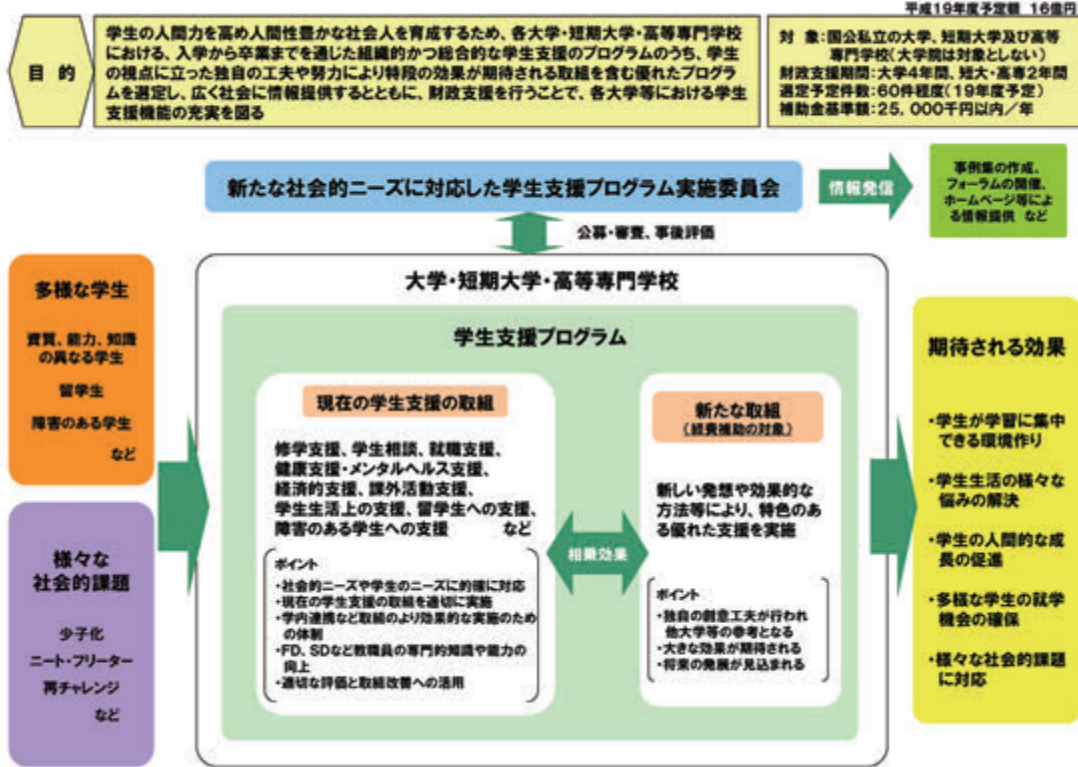 平成19年度予定額 16億円
目 的
学生の人間力を高め人間性豊かな社会人を育成するため、各大学・短期大学・高等専門学校
における、入学から卒業までを通じた組織的かつ総合的な学生支援のプログラムのうち、学生
の視点に立った独自の工夫や努力により特段の効果が期待される取組を含む優れたプログラ
ムを選定し、広く社会に情報提供するとともに、財政支援を行うことで、各大学等における学生
支援機能の充実を図る
対 象:国公私立の大学、短期大学及び高等
専門学校(大学院は対象としない)
財政支援期間:大学4年間、短大・高専2年間
選定予定件数:60件程度(19年度予定)
補助金基準額:25,000千円以内/年
新たな社会的ニーズに対応した学生支援プログラム実施委員会
情報発信
事例集の作成、
フォーラムの開催、
ホームページ等によ
る情報提供 など
公募・審査、事後評価
多様な学生
資質、能力、知識
の異なる学生
留学生
障害のある学生
など
様々な
社会的課題
少子化
ニート・フリーター
再チャレンジ
など
大学・短期大学・高等専門学校
学生支援プログラム
現在の学生支援の取組
修学支援、学生相談、就職支援、
健康支援・メンタルヘルス支援、
経済的支援、課外活動支援、
学生生活上の支援、留学生への支援、
障害のある学生への支援 など
ポイント
・社会的ニーズや学生のニーズに的確に対応
・現在の学生支援の取組を適切に実施
・学内連携など取組のより効果的な実施のため
の体制
・FD、SDなど教職員の専門的知識や能力の
向上
・適切な評価と取組改善への活用
相乗効果
新たな取組
(経費補助の対象)
新しい発想や効果的な
方法等により、特色のあ
る優れた支援を実施
ポイント
・独自の創意工夫が行われ
他大学等の参考となる
・大きな効果が期待される
・将来の発展が見込まれる
期待される効果
・学生が学習に集中
できる環境作り
・学生生活の様々な
悩みの解決
・学生の人間的な成
長の促進
・多様な学生の就学
機会の確保
・様々な社会的課題
に対応